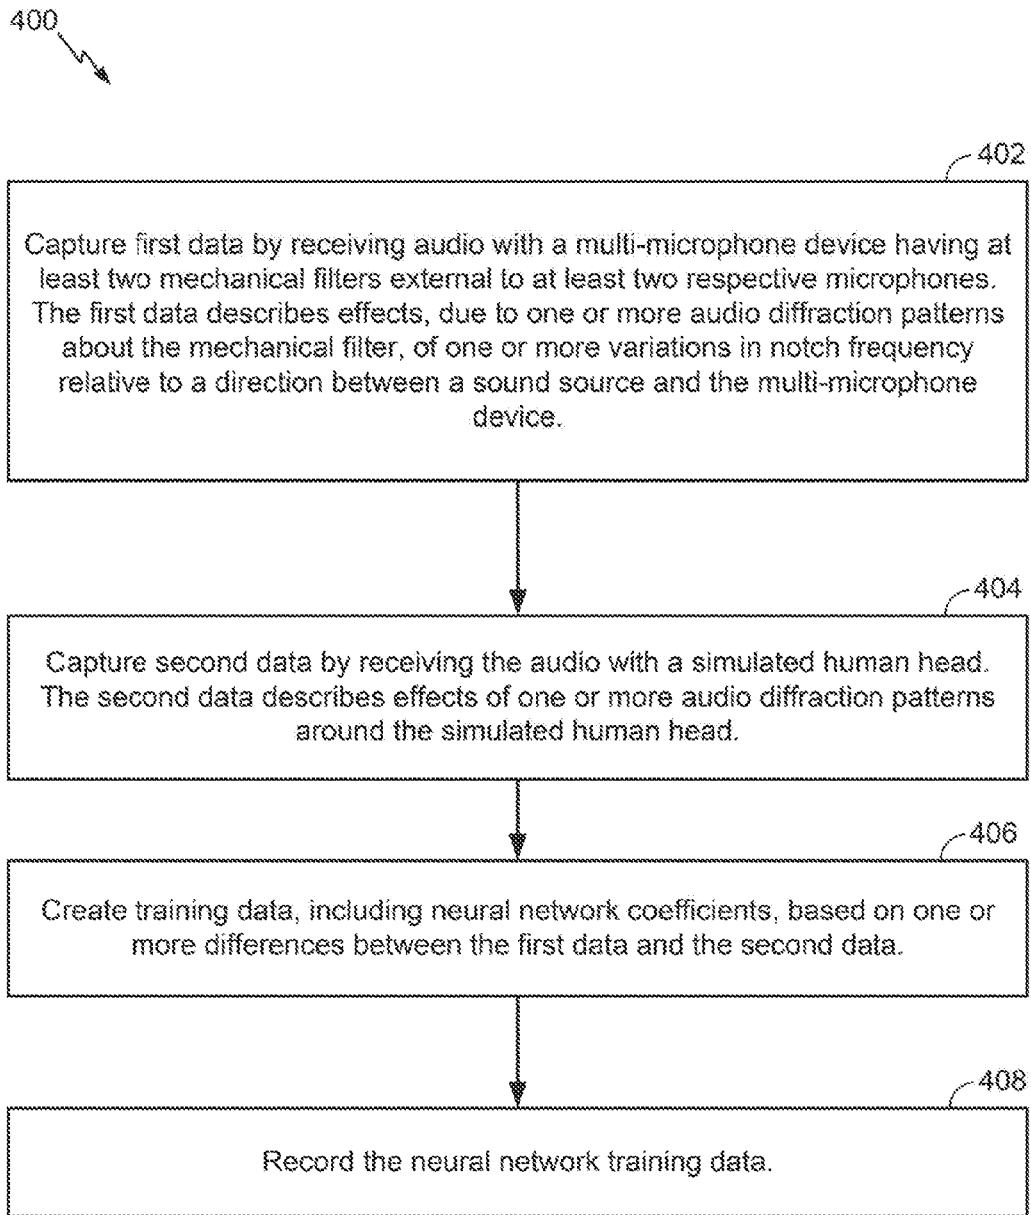 400
402
Capture first data by receiving audio with a multi-microphone device having at
least two mechanical filters external to at least two respective microphones.
The first data describes effects, due to one or more audio diffraction patterns
about the mechanical filter, of one or more variations in notch frequency
relative to a direction between a sound source and the multi-microphone
device.
404
Capture second data by receiving the audio with a simulated human head.
The second data describes effects of one or more audio diffraction patterns
around the simulated human head.
406
Create training data, including neural network coefficients, based on one or
more differences between the first data and the second data.
408
Record the neural network training data.